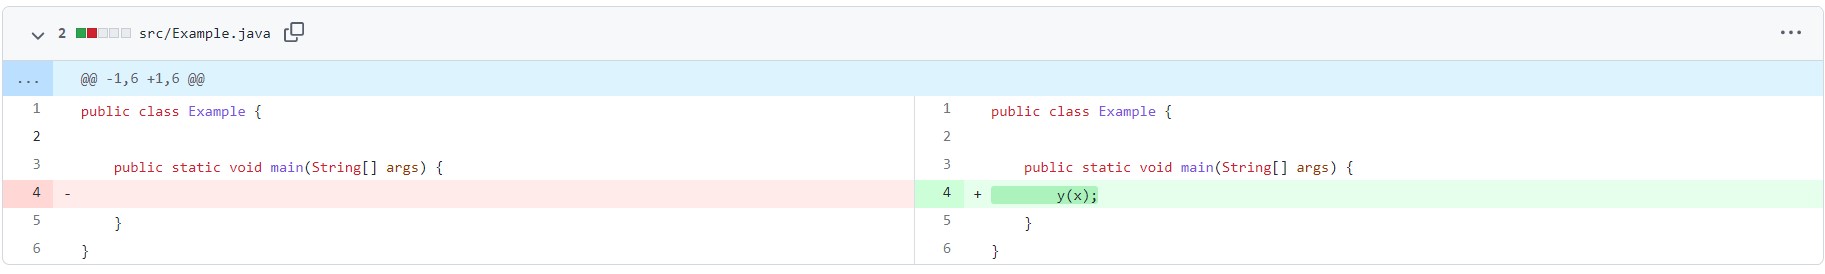 2 src/Example.java ...
... @@ -1,6 +1,6 @@
1 public class Example {
2
3 public static void main(String[] args) {
4 -
5 }
6 }
1 public class Example {
2
3 public static void main(String[] args) {
4 + y(x);
5 }
6 }